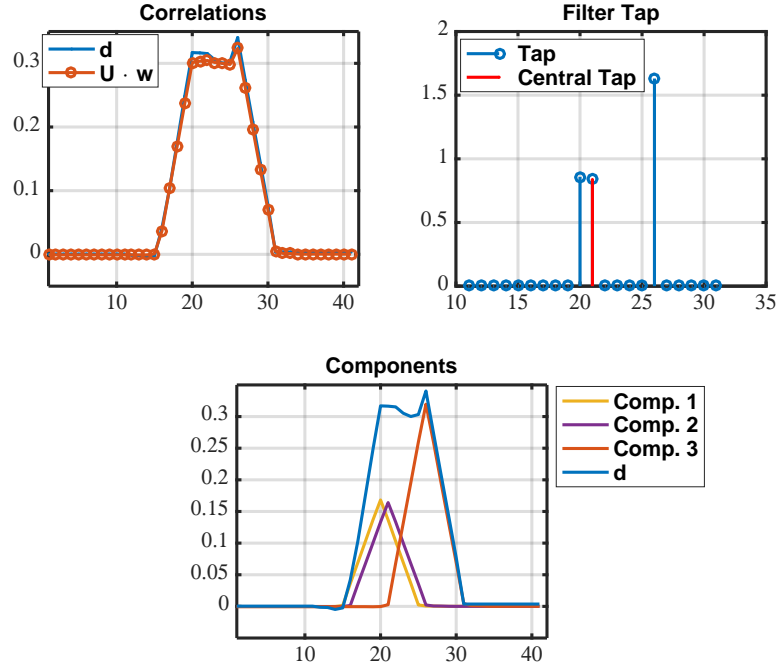 Correlations
d
U · w
0.3
0.2
0.1
0
10
20
30
40
Filter Tap
Tap
Central Tap
2
1.5
1
0.5
0
10
15
20
25
30
35
Components
Comp. 1
Comp. 2
Comp. 3
d
0.3
0.25
0.2
0.15
0.1
0.05
0
10
20
30
40